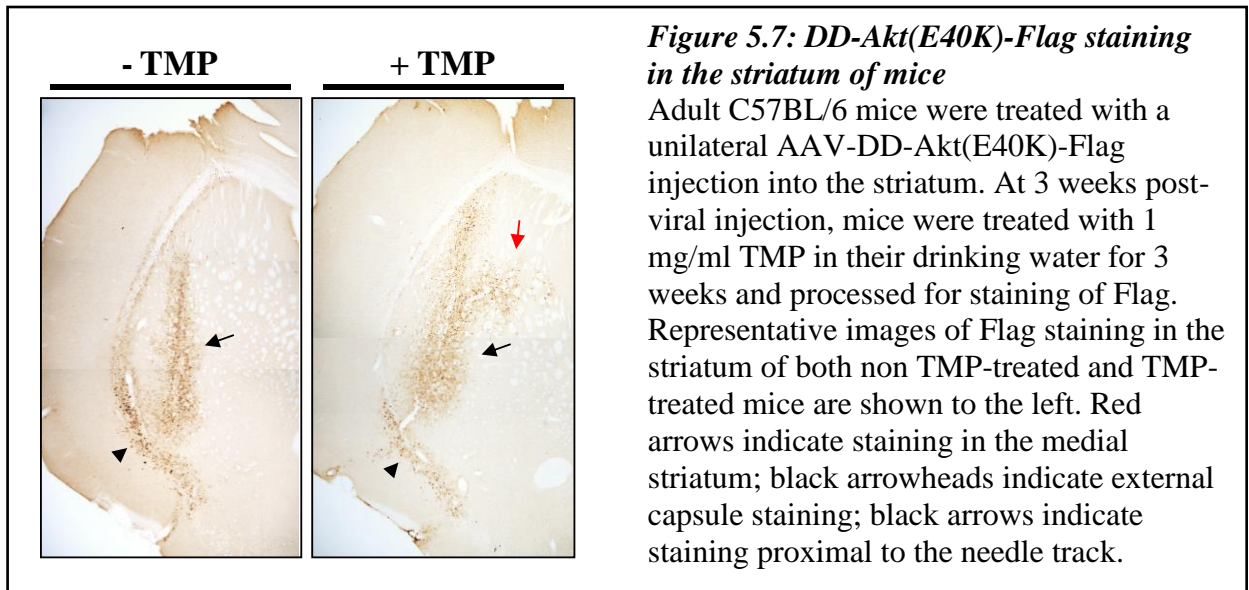 - TMP
+ TMP
Figure 5.7: DD-Akt(E40K)-Flag staining
in the striatum of mice
Adult C57BL/6 mice were treated with a
unilateral AAV-DD-Akt(E40K)-Flag
injection into the striatum. At 3 weeks post-
viral injection, mice were treated with 1
mg/ml TMP in their drinking water for 3
weeks and processed for staining of Flag.
Representative images of Flag staining in the
striatum of both non TMP-treated and TMP-
treated mice are shown to the left. Red
arrows indicate staining in the medial
striatum; black arrowheads indicate external
capsule staining; black arrows indicate
staining proximal to the needle track.